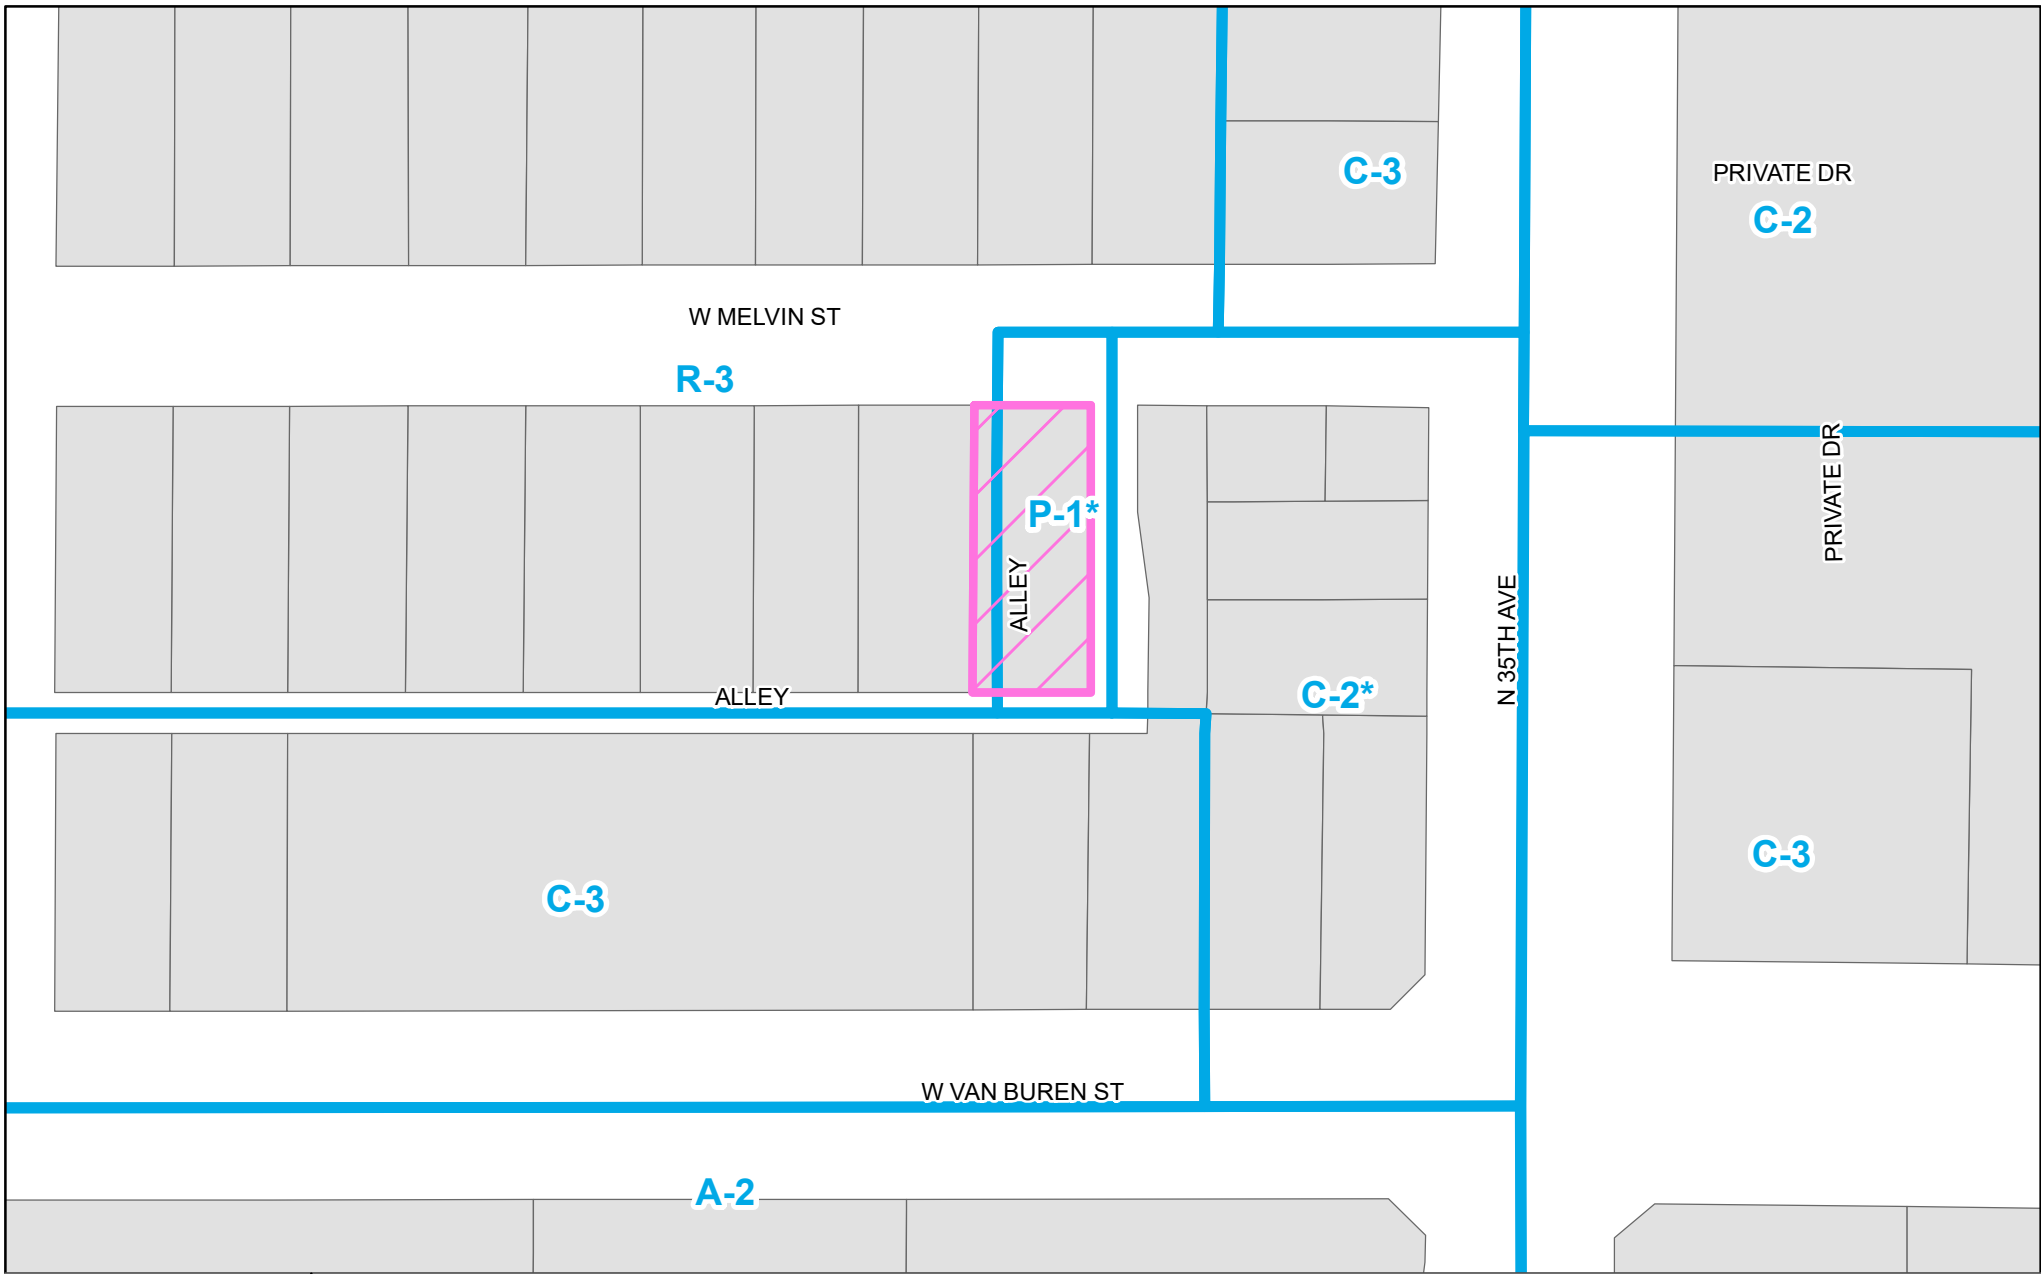 C-3
PRIVATE DR
C-2
W MELVIN ST
R-3
PRIVATE DR
P-1*
ALLEY
N 35TH AVE
ALLEY
C-2*
C-3
C-3
W VAN BUREN ST
A-2